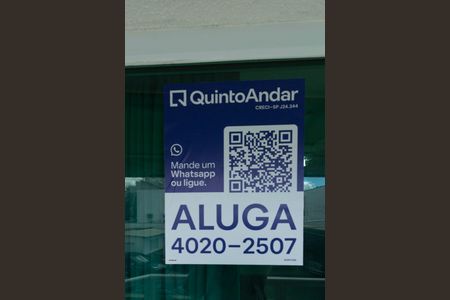 QuintoAndar
CRECI-SP J24.344
Mande um
Whatsapp
ou ligue.
ALUGA
4020-2507